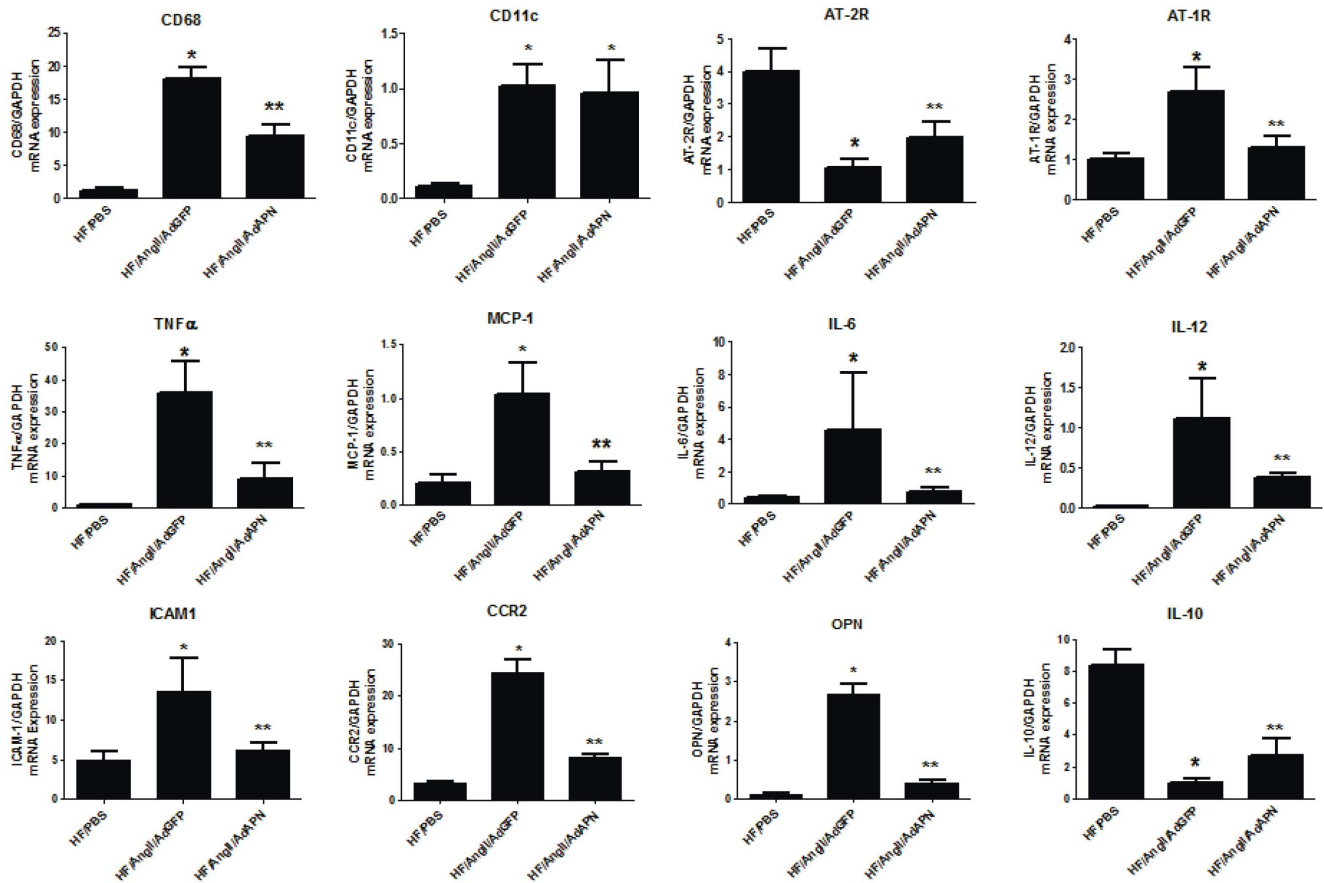 CD68
CD68/GAPDH
mRNA expression
25
20
15
10
5
0
*
**
HF/PBS
HF/AngII/AdGFP
HF/AngII/AdAPN
CD11c
CD11c/GAPDH
mRNA expression
1.5
1.0
0.5
0.0
*
*
HF/PBS
HF/AngII/AdGFP
HF/AngII/AdAPN
AT-2R
AT-2R/GAPDH
mRNA expression
5
4
3
2
1
0
*
**
HF/PBS
HF/AngII/AdGFP
HF/AngII/AdAPN
AT-1R
AT-1R/GAPDH
mRNA expression
4
3
2
1
0
*
**
HF/PBS
HF/AngII/AdGFP
HF/AngII/AdAPN
TNFα
TNFα/GAPDH
mRNA expression
50
40
30
20
10
0
*
**
HF/PBS
HF/AngII/AdGFP
HF/AngII/AdAPN
MCP-1
MCP-1/GAPDH
mRNA expression
1.5
1.0
0.5
0.0
*
**
HF/PBS
HF/AngII/AdGFP
HF/AngII/AdAPN
IL-6
IL-6/GAPDH
mRNA expression
10
8
6
4
2
0
*
**
HF/PBS
HF/AngII/AdGFP
HF/AngII/AdAPN
IL-12
IL-12/GAPDH
mRNA expression
2.0
1.5
1.0
0.5
0.0
*
**
HF/PBS
HF/AngII/AdGFP
HF/AngII/AdAPN
ICAM1
ICAM-1/GAPDH
mRNA Expression
20
15
10
5
0
*
**
HF/PBS
HF/AngII/AdGFP
HF/AngII/AdAPN
CCR2
CCR2/GAPDH
mRNA expression
30
20
10
0
*
**
HF/PBS
HF/AngII/AdGFP
HF/AngII/AdAPN
OPN
OPN/GAPDH
mRNA expression
4
3
2
1
0
*
**
HF/PBS
HF/AngII/AdGFP
HF/AngII/AdAPN
IL-10
IL-10/GAPDH
mRNA expression
10
8
6
4
2
0
*
**
HF/PBS
HF/AngII/AdGFP
HF/AngII/AdAPN